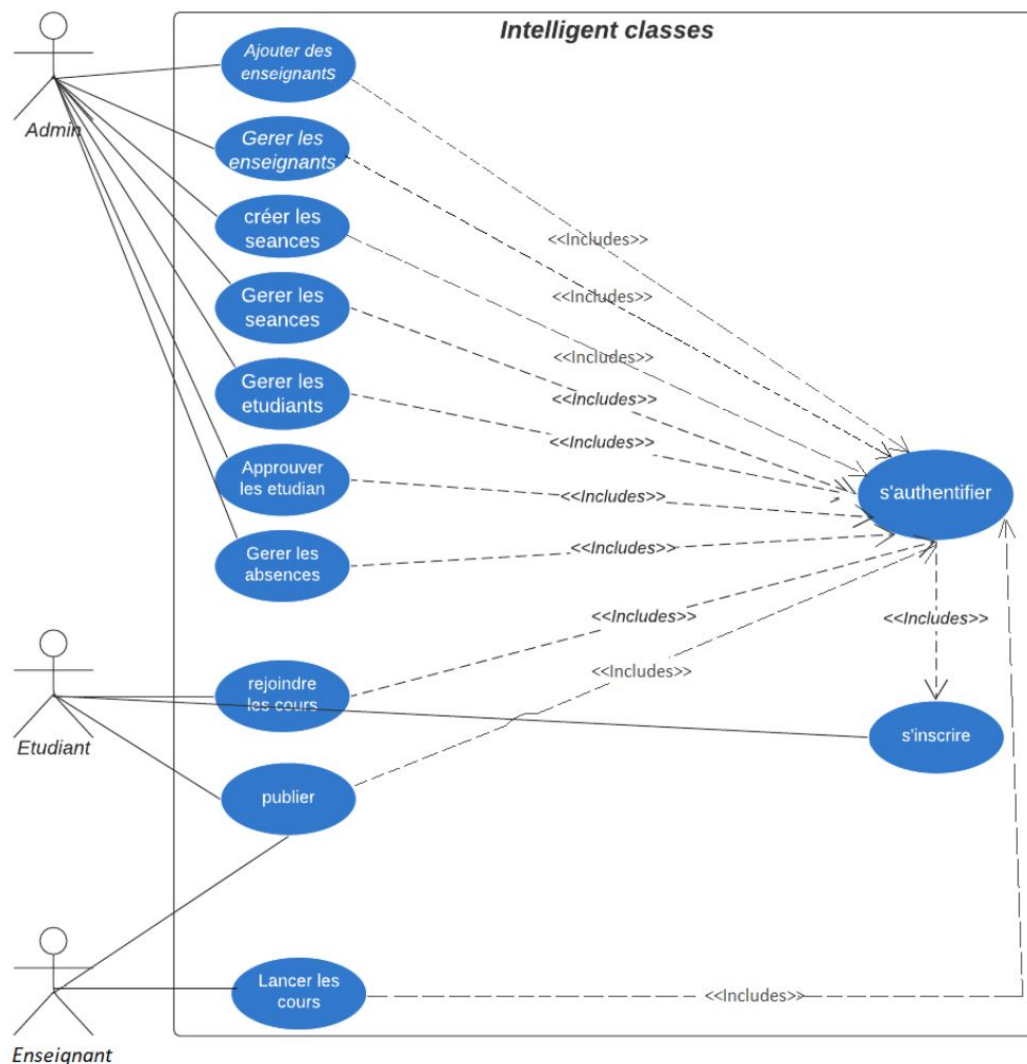 Intelligent classes
Ajouter des
enseignants
Admin
Gerer les
enseignants
créer les
seances
<<Includes>>
<<Includes>>
Gerer les
seances
<<Includes>>
Gerer les
etudiants
<<Includes>>
<<Includes>>
Approuver
les etudian
<<Includes>>
s'authentifier
Gerer les
absences
<<Includes>>
<<Includes>>
<<Includes>>
rejoindre
les cours
<<Includes>>
Etudiant
s'inscrire
publier
Lancer les
cours
<<Includes>>
Enseignant